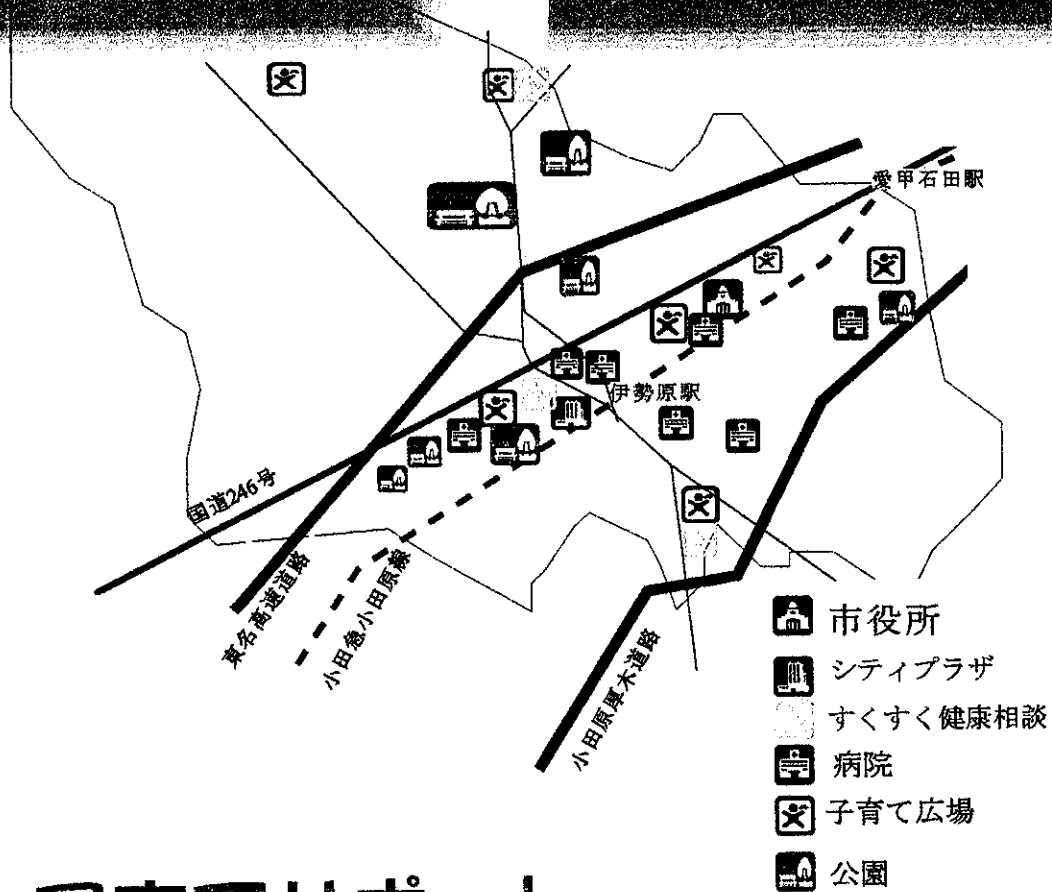 愛甲石田駅
伊勢原駅
国道246号
東名高速道路
小田急小田原線
小田原厚木道路
市役所
シティプラザ
すくすく健康相談
病院
子育て広場
公園